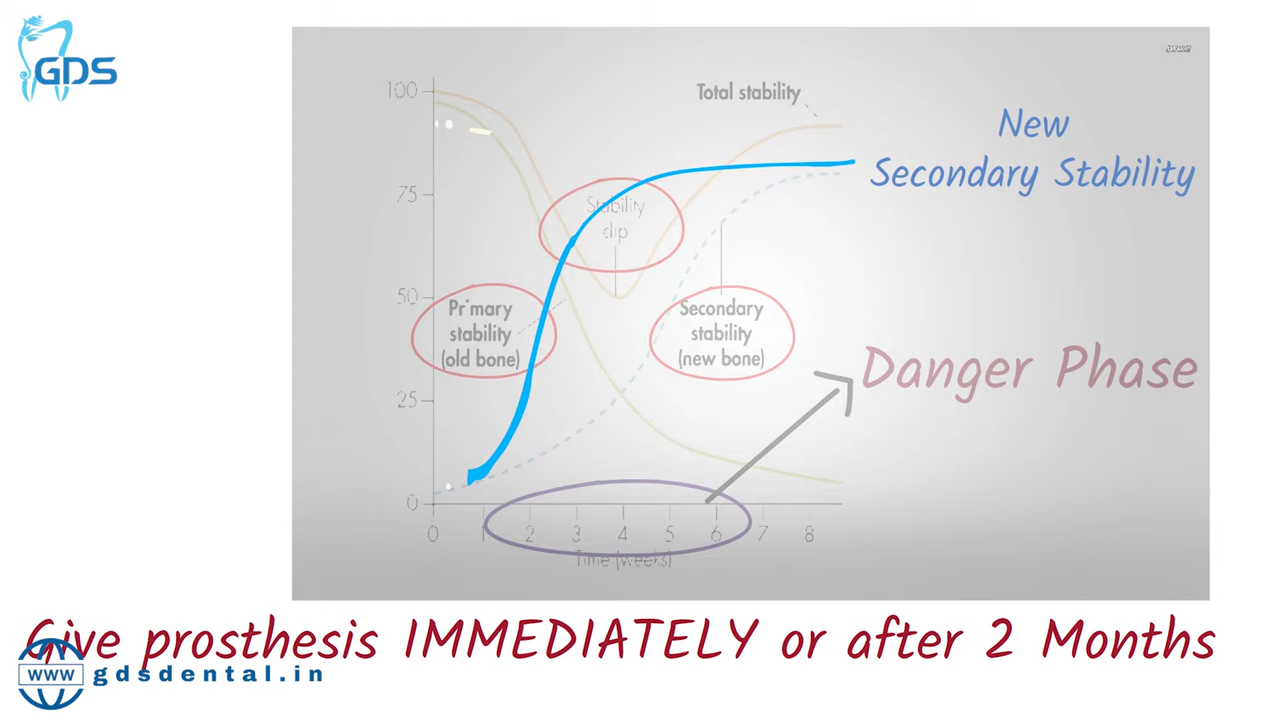 GDS
100
75
50
25
0
Total stability
Stability
dip
Primary
stability
(old bone)
Secondary
stability
(new bone)
0 1 2 3 4 5 6 7 8
Time (weeks)
New
Secondary Stability
Danger Phase
Give prosthesis IMMEDIATELY or after 2 Months
www gdsdental.in